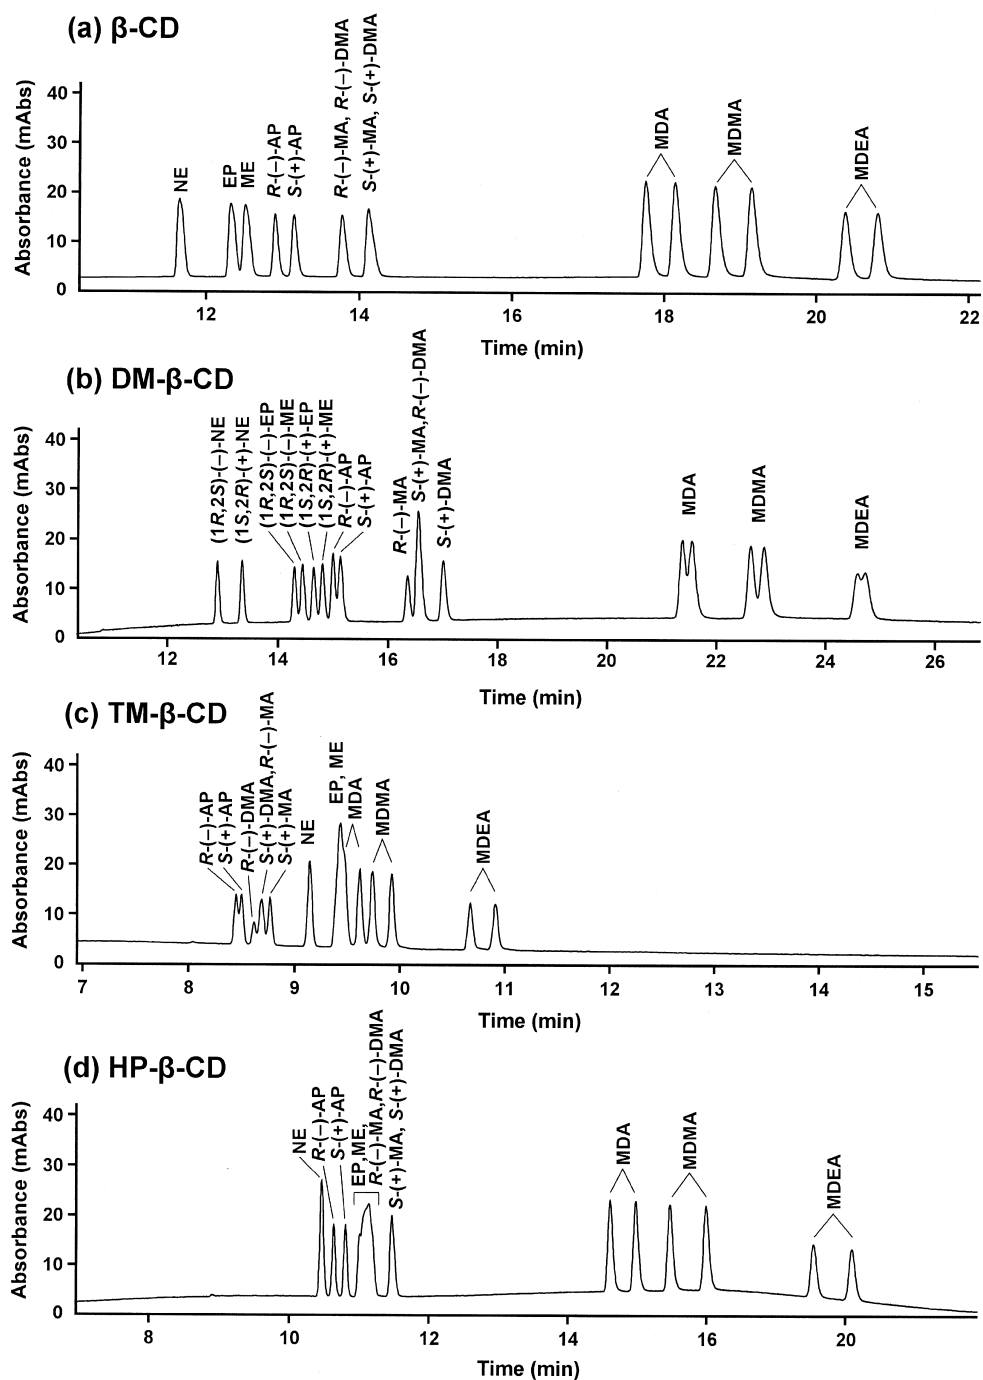 (a) β-CD
Absorbance (mAbs)
40
30
20
10
0
NE
EP
ME
R-(−)-AP
S-(+)-AP
R-(−)-MA, R-(−)-DMA
S-(+)-MA, S-(+)-DMA
MDA
MDMA
MDEA
12
14
16
18
20
22
Time (min)
(b) DM-β-CD
Absorbance (mAbs)
40
30
20
10
0
(1R,2S)-(−)-NE
(1S,2R)-(+)-NE
(1R,2S)-(−)-EP
(1R,2S)-(−)-ME
(1S,2R)-(+)-EP
(1S,2R)-(+)-ME
R-(−)-AP
S-(+)-AP
R-(−)-MA
S-(+)-MA,R-(−)-DMA
S-(+)-DMA
MDA
MDMA
MDEA
12
14
16
18
20
22
24
26
Time (min)
(c) TM-β-CD
Absorbance (mAbs)
40
30
20
10
0
R-(−)-AP
S-(+)-AP
R-(−)-DMA
S-(+)-DMA,R-(−)-MA
S-(+)-MA
NE
EP, ME
MDA
MDMA
MDEA
7
8
9
10
11
12
13
14
15
Time (min)
(d) HP-β-CD
Absorbance (mAbs)
40
30
20
10
0
NE
R-(−)-AP
S-(+)-AP
EP,ME,
R-(−)-MA,R-(−)-DMA
S-(+)-MA, S-(+)-DMA
MDA
MDMA
MDEA
8
10
12
14
16
20
Time (min)